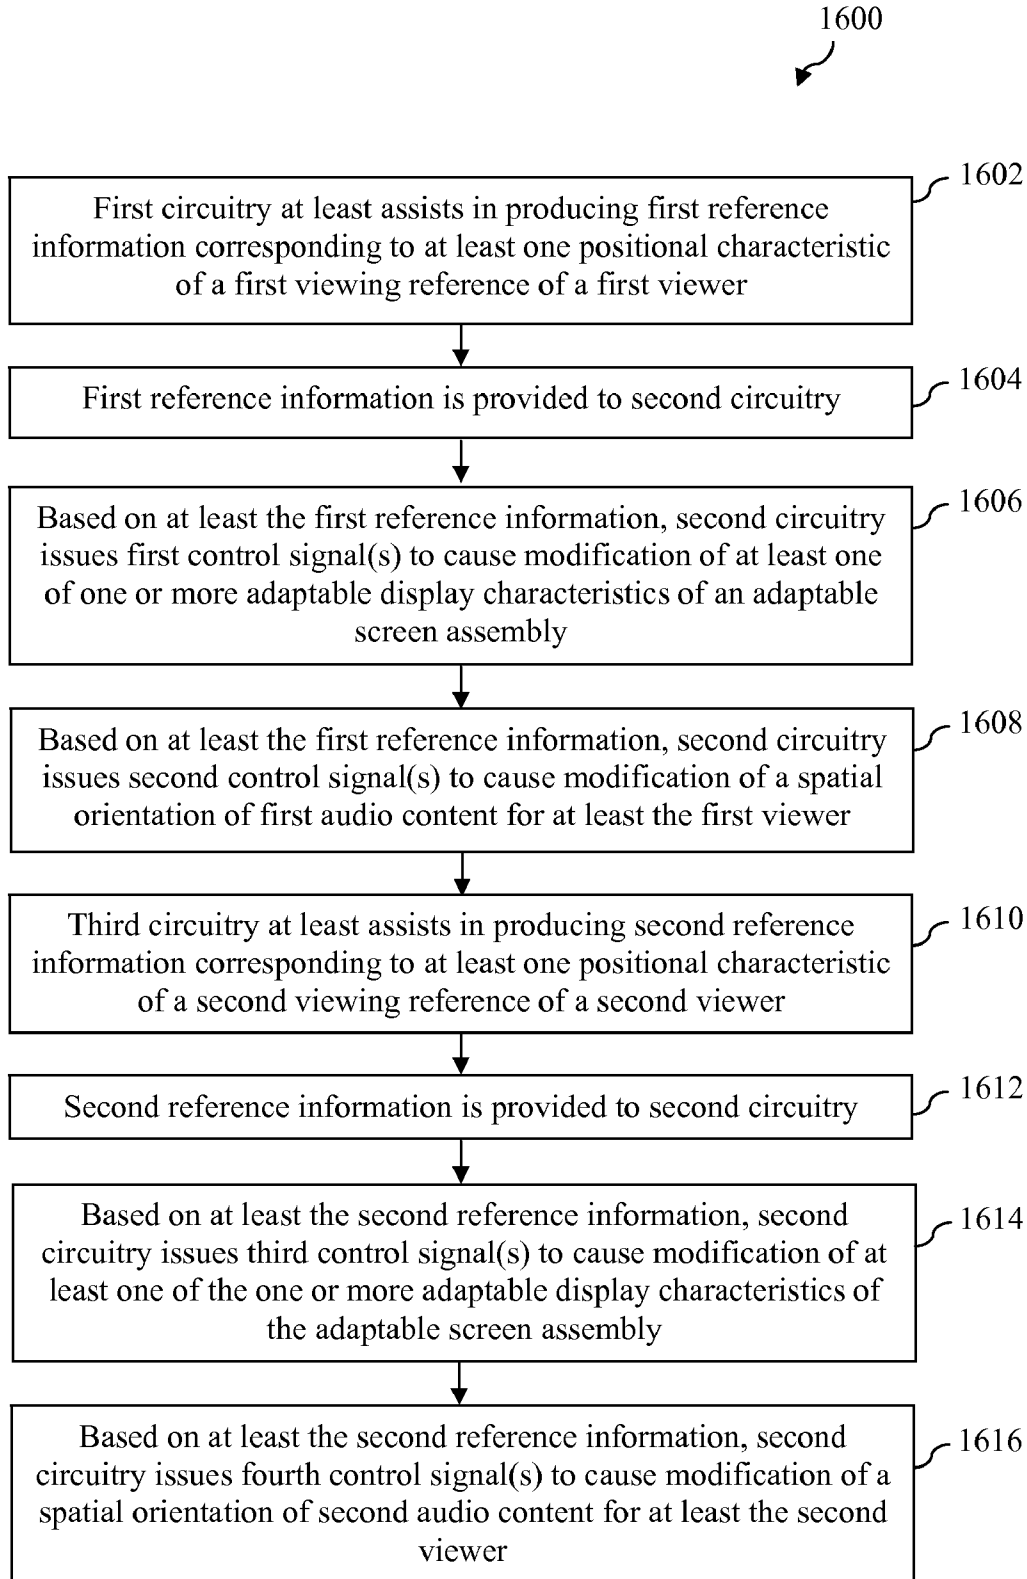 1600
1602
First circuitry at least assists in producing first reference
information corresponding to at least one positional characteristic
of a first viewing reference of a first viewer
1604
First reference information is provided to second circuitry
1606
Based on at least the first reference information, second circuitry
issues first control signal(s) to cause modification of at least one
of one or more adaptable display characteristics of an adaptable
screen assembly
1608
Based on at least the first reference information, second circuitry
issues second control signal(s) to cause modification of a spatial
orientation of first audio content for at least the first viewer
1610
Third circuitry at least assists in producing second reference
information corresponding to at least one positional characteristic
of a second viewing reference of a second viewer
1612
Second reference information is provided to second circuitry
1614
Based on at least the second reference information, second
circuitry issues third control signal(s) to cause modification of at
least one of the one or more adaptable display characteristics of
the adaptable screen assembly
1616
Based on at least the second reference information, second
circuitry issues fourth control signal(s) to cause modification of a
spatial orientation of second audio content for at least the second
viewer